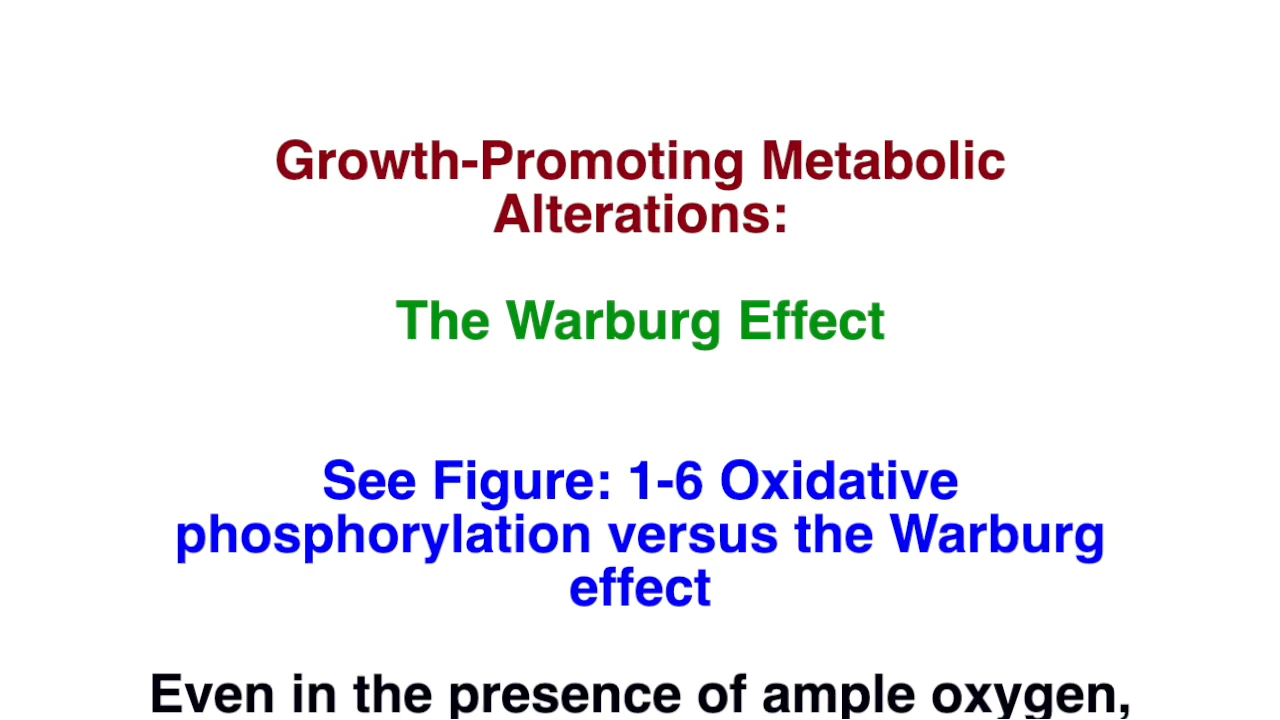 Growth-Promoting Metabolic
Alterations:
The Warburg Effect
See Figure: 1-6 Oxidative
phosphorylation versus the Warburg
effect
Even in the presence of ample oxygen,